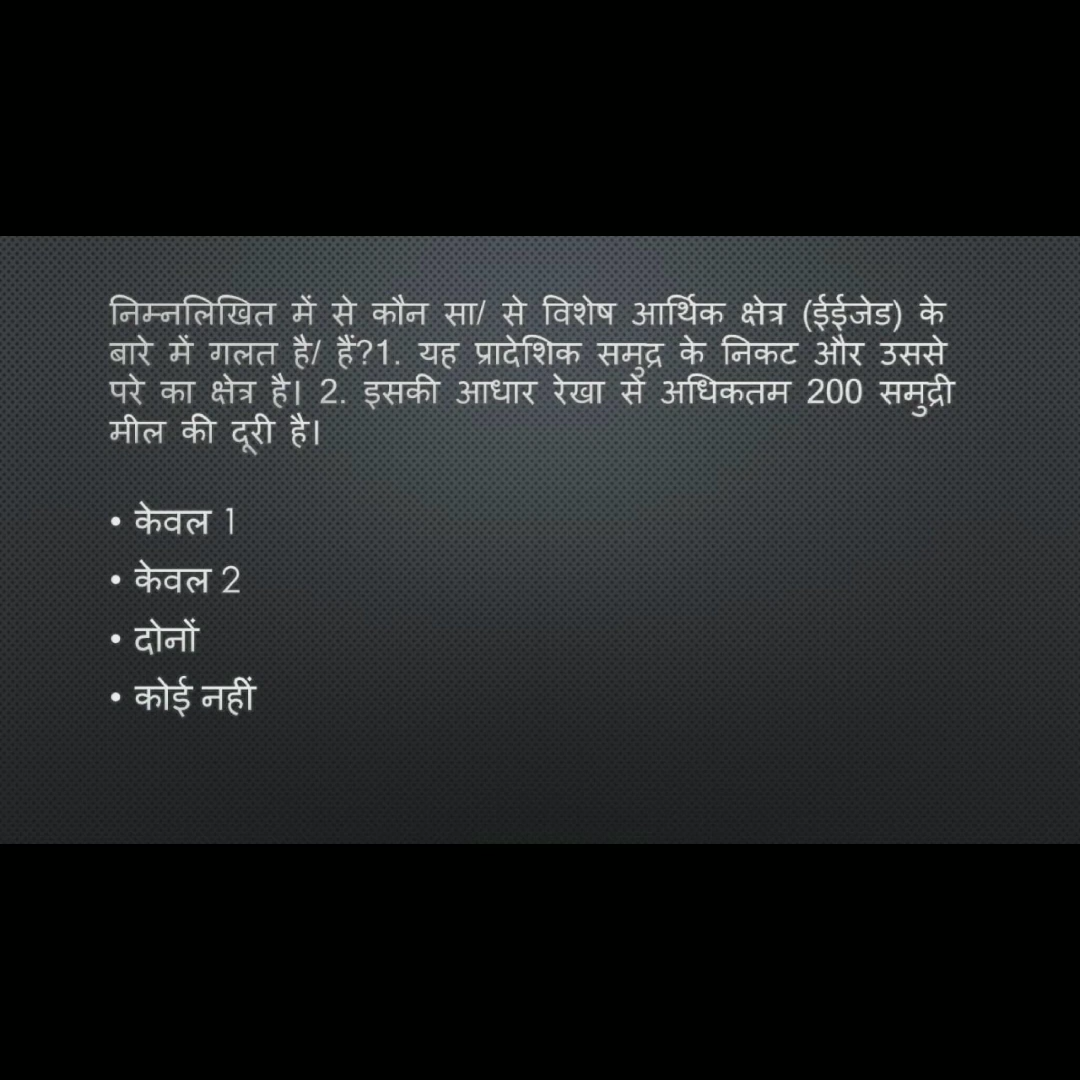 निम्नलिखित में से कौन सा/ से विशेष आर्थिक क्षेत्र (ईईजेड) के
बारे में गलत है/ हैं?1. यह प्रादेशिक समुद्र के निकट और उससे
परे का क्षेत्र है। 2. इसकी आधार रेखा से अधिकतम 200 समुद्री
मील की दूरी है।
• केवल 1
• केवल 2
• दोनों
• कोई नहीं